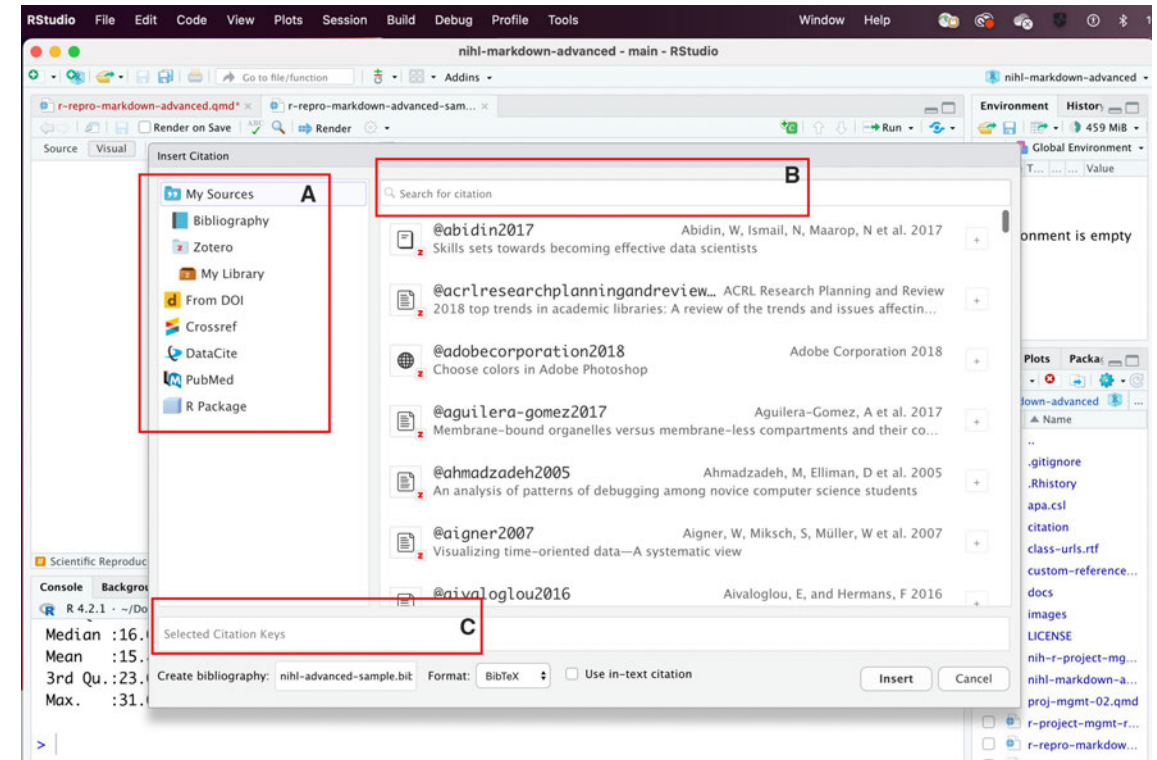 RStudio File Edit Code View Plots Session Build Debug Profile Tools Window Help
nihl-markdown-advanced - main - RStudio
Go to file/function Addins nihl-markdown-advanced
r-repro-markdown-advanced.qmd* r-repro-markdown-advanced-sam...
Environment
Render on Save ABC Render Run 459 MiB
Source Visual
Global Environment
Insert Citation
T... ... ... Value
A
My Sources
Bibliography
Zotero
My Library
From DOI
Crossref
DataCite
PubMed
R Package
B
Search for citation
@abidin2017 Abidin, W, Ismail, N, Maarop, N et al. 2017
Skills sets towards becoming effective data scientists
@acrlresearchplanningandreview... ACRL Research Planning and Review
2018 top trends in academic libraries: A review of the trends and issues affectin...
@adobecorporation2018 Adobe Corporation 2018
Choose colors in Adobe Photoshop
@aguilera-gomez2017 Aguilera-Gomez, A et al. 2017
Membrane-bound organelles versus membrane-less compartments and their co...
@ahmadzadeh2005 Ahmadzadeh, M, Elliman, D et al. 2005
An analysis of patterns of debugging among novice computer science students
@aigner2007 Aigner, W, Miksch, S, Müller, W et al. 2007
Visualizing time-oriented data—A systematic view
@aivaloglou2016 Aivaloglou, E, and Hermans, F 2016
C
Selected Citation Keys
Create bibliography: nihl-advanced-sample.bib Format: BibTeX Use in-text citation Insert Cancel
onment is empty
Plots
down-advanced ...
Name
..
.gitignore
.Rhistory
apa.csl
citation
class-urls.rtf
custom-reference...
docs
images
LICENSE
nih-r-project-mg...
nihl-markdown-a...
proj-mgmt-02.qmd
r-project-mgmt-r...
r-repro-markdow...
Scientific Reproduc
Console Backgrou
R 4.2.1 · ~/Do
Median :16.
Mean :15.
3rd Qu.:23.
Max. :31.
>